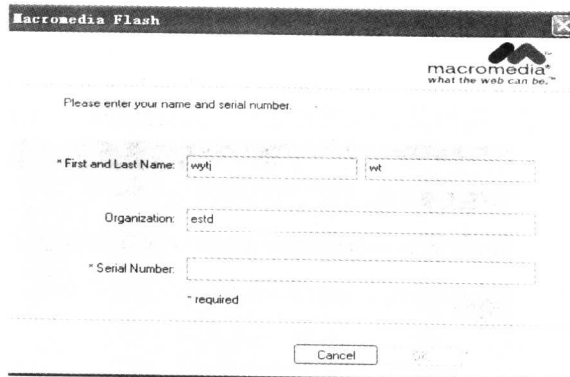 Macromedia Flash
macromedia®
what the web can be.™
Please enter your name and serial number.
* First and Last Name: wytj wt
Organization: estd
* Serial Number:
* required
Cancel